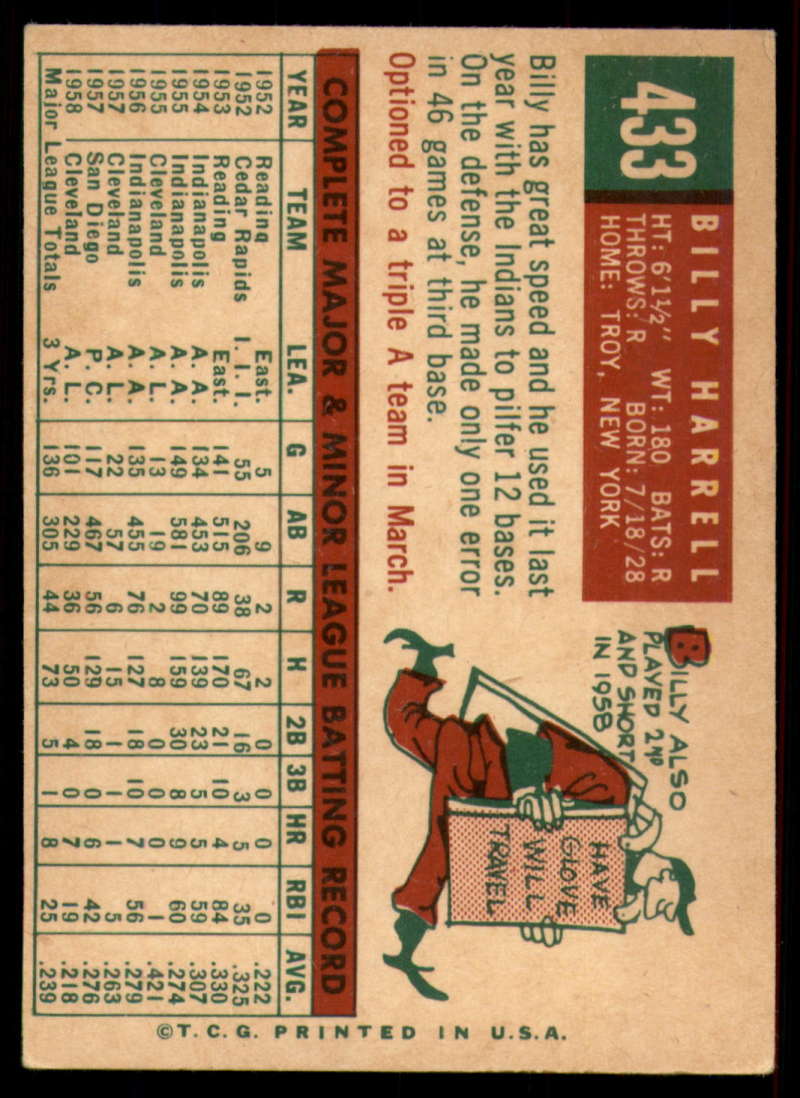 433
BILLY HARRELL
HT: 6'1½" WT: 180 BATS: R
THROWS: R BORN: 7/18/28
HOME: TROY, NEW YORK
Billy has great speed and he used it last
year with the Indians to pilfer 12 bases.
On the defense, he made only one error
in 46 games at third base.
Optioned to a triple A team in March.
BILLY ALSO
PLAYED 2ND
AND SHORT
IN 1958
HAVE
GLOVE
WILL
TRAVEL
COMPLETE MAJOR & MINOR LEAGUE BATTING RECORD
YEAR TEAM LEA. G AB R H 2B 3B HR RBI AVG.
1952 Reading East. 5 9 2 2 0 0 0 0 .222
1952 Cedar Rapids I. I. I. 55 206 38 67 16 3 5 35 .325
1953 Reading East. 141 515 89 170 21 10 4 84 .330
1954 Indianapolis A. A. 134 453 70 139 23 5 5 59 .307
1955 Indianapolis A. A. 149 581 99 159 30 8 9 60 .274
1955 Cleveland A. L. 13 19 2 8 0 0 0 1 .421
1956 Indianapolis A. A. 135 455 76 127 18 10 7 56 .279
1957 Cleveland A. L. 22 57 6 15 1 1 1 5 .263
1957 San Diego P. C. 117 467 56 129 18 0 6 42 .276
1958 Cleveland A. L. 101 229 36 50 4 0 7 19 .218
Major League Totals 3 Yrs. 136 305 44 73 5 1 8 25 .239
©T. C. G. PRINTED IN U.S.A.